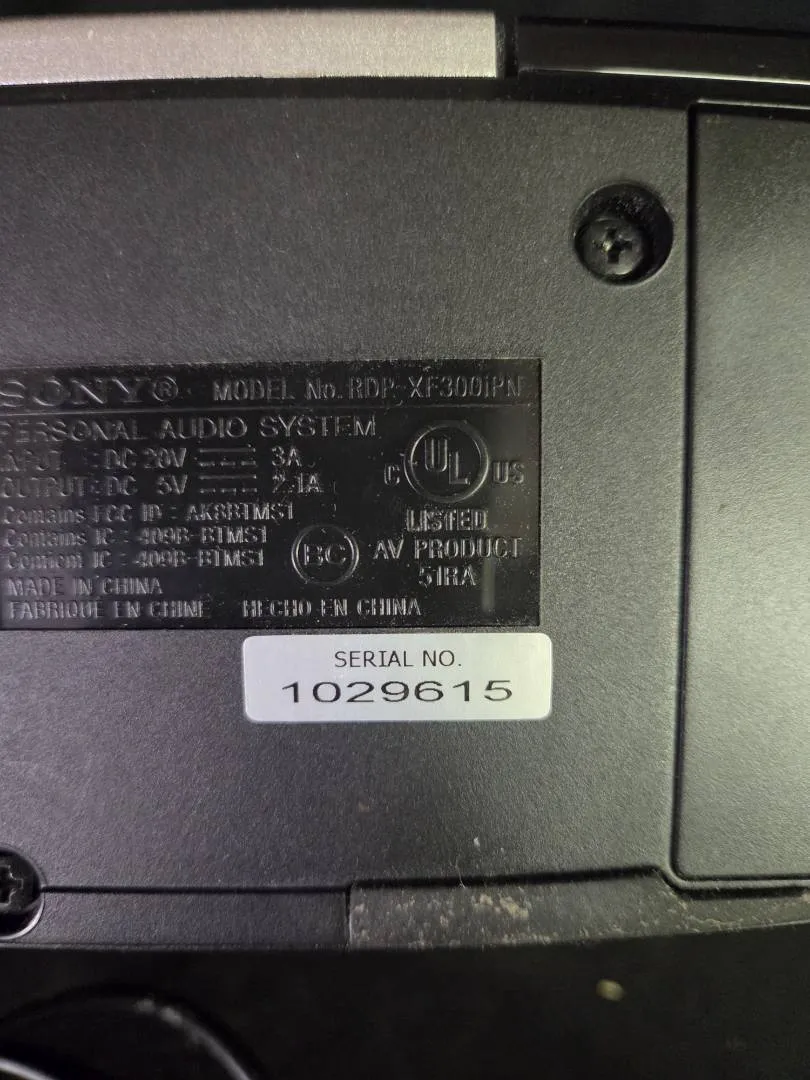 SONY® MODEL No. RDP-XF300iPN
PERSONAL AUDIO SYSTEM
INPUT : DC 20V 3A
OUTPUT : DC 5V 2.1A
Contains FCC ID : AK8BTMS1
Contains IC : 409B-BTMS1
Contient IC : 409B-BTMS1
MADE IN CHINA
FABRIQUÉ EN CHINE HECHO EN CHINA
BC
C UL US
LISTED
AV PRODUCT
51RA
SERIAL NO.
1029615